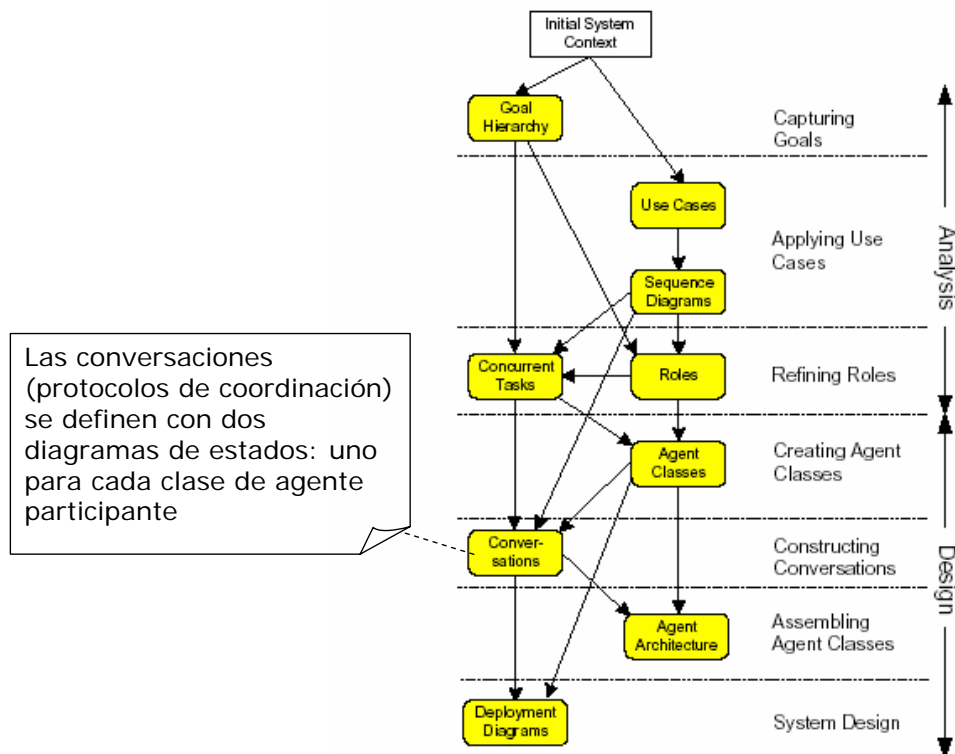 Initial System
Context
Goal
Hierarchy
Capturing
Goals
Use Cases
Applying Use
Cases
Sequence
Diagrams
Analysis
Las conversaciones
(protocolos de coordinación)
se definen con dos
diagramas de estados: uno
para cada clase de agente
participante
Concurrent
Tasks
Roles
Refining Roles
Agent
Classes
Creating Agent
Classes
Conver-
sations
Constructing
Conversations
Design
Agent
Architecture
Assembling
Agent Classes
Deployment
Diagrams
System Design